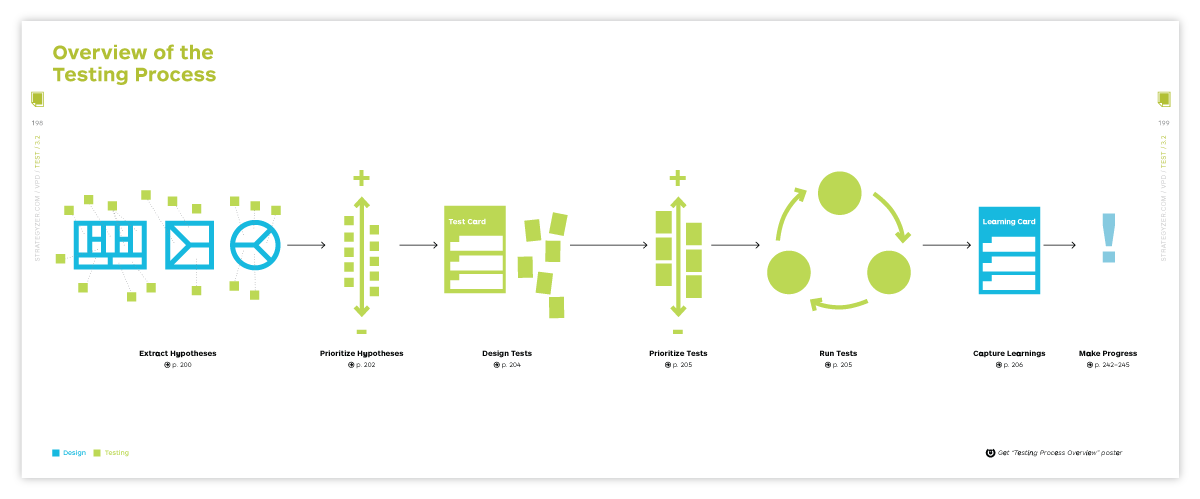 Overview of the
Testing Process
198
STRATEGYZER.COM / VPD / TEST / 3.2
199
STRATEGYZER.COM / VPD / TEST / 3.2
+
+
Test Card
Learning Card
!
-
-
Extract Hypotheses
p. 200
Prioritize Hypotheses
p. 202
Design Tests
p. 204
Prioritize Tests
p. 205
Run Tests
p. 205
Capture Learnings
p. 206
Make Progress
p. 242–245
Design
Testing
Get “Testing Process Overview” poster